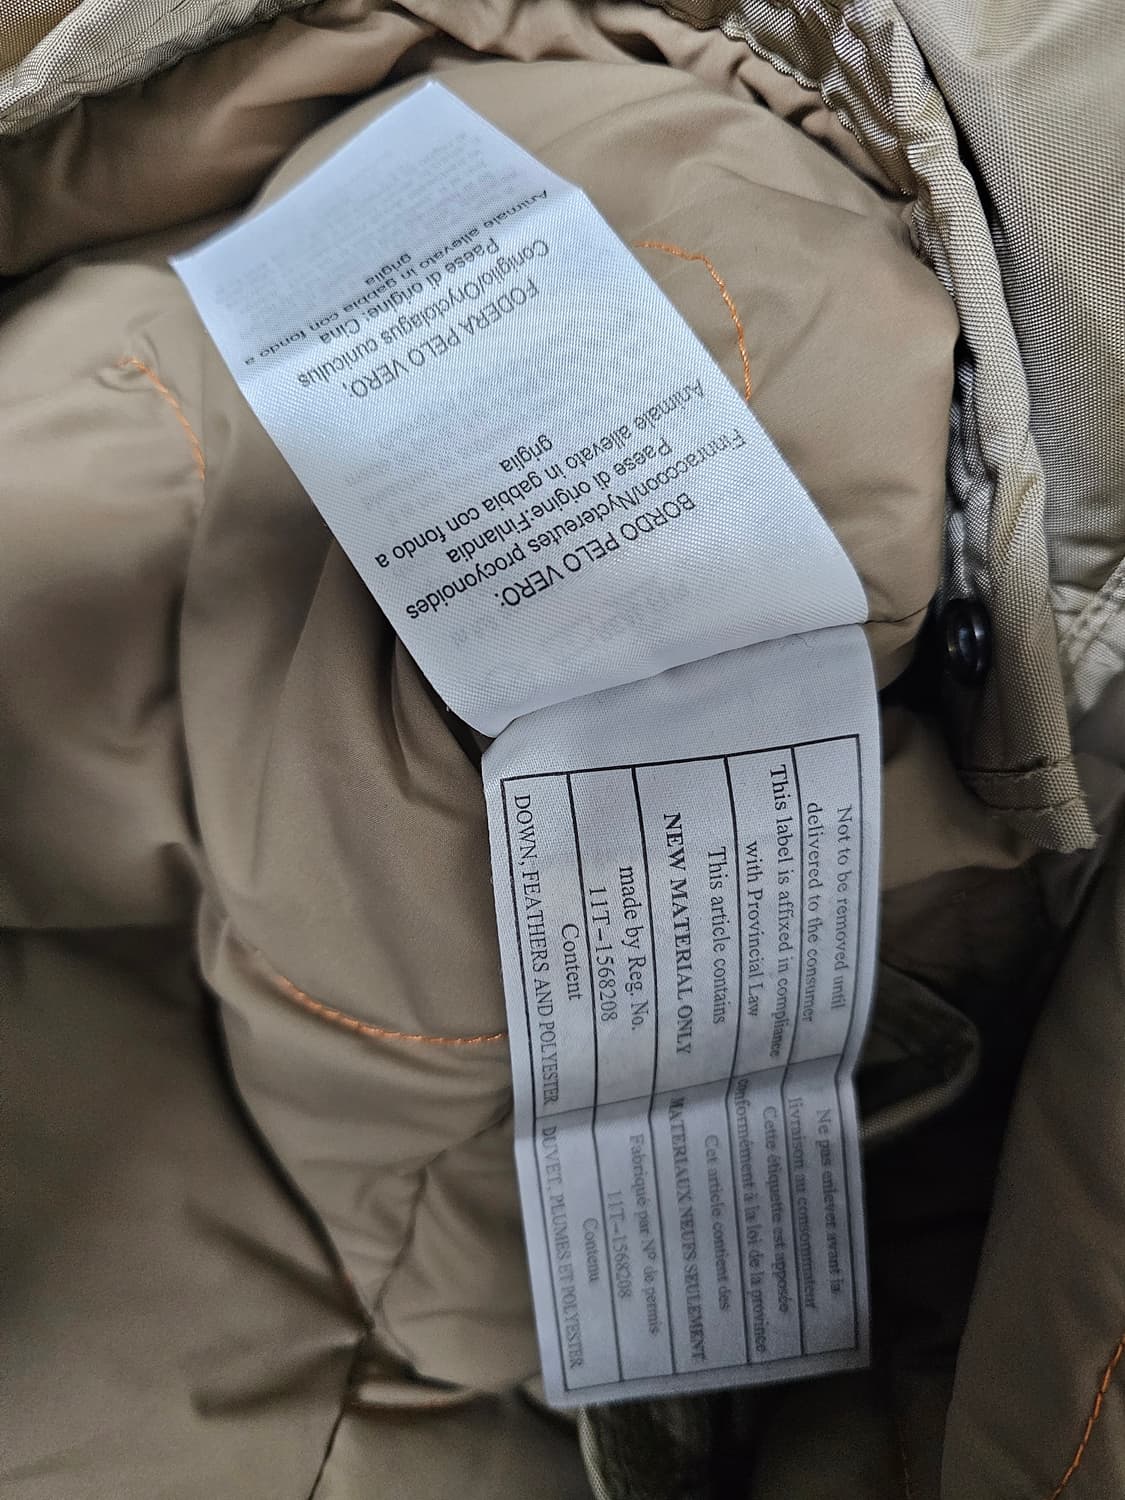 BORDO PELO VERO:
Finnraccoon/Nyctereutes procyonoides
Paese di origine:Finlandia
Animale allevato in gabbia con fondo a
griglia
FODERA PELO VERO;
Coniglio/Oryctolagus cuniculus
Paese di origine: Cina
Animale allevato in gabbia con fondo a
griglia
Not to be removed until
delivered to the consumer
This label is affixed in compliance
with Provincial Law
This article contains
NEW MATERIAL ONLY
made by Reg. No.
11T-1568208
Content
DOWN, FEATHERS AND POLYESTER
Ne pas enlever avant la
livraison au consommateur
Cette étiquette est apposée
conformément à la loi de la province
Cet article contient des
MATERIAUX NEUFS SEULEMENT
Fabriqué par Nº de permis
11T-1568208
Contenu
DUVET, PLUMES ET POLYESTER